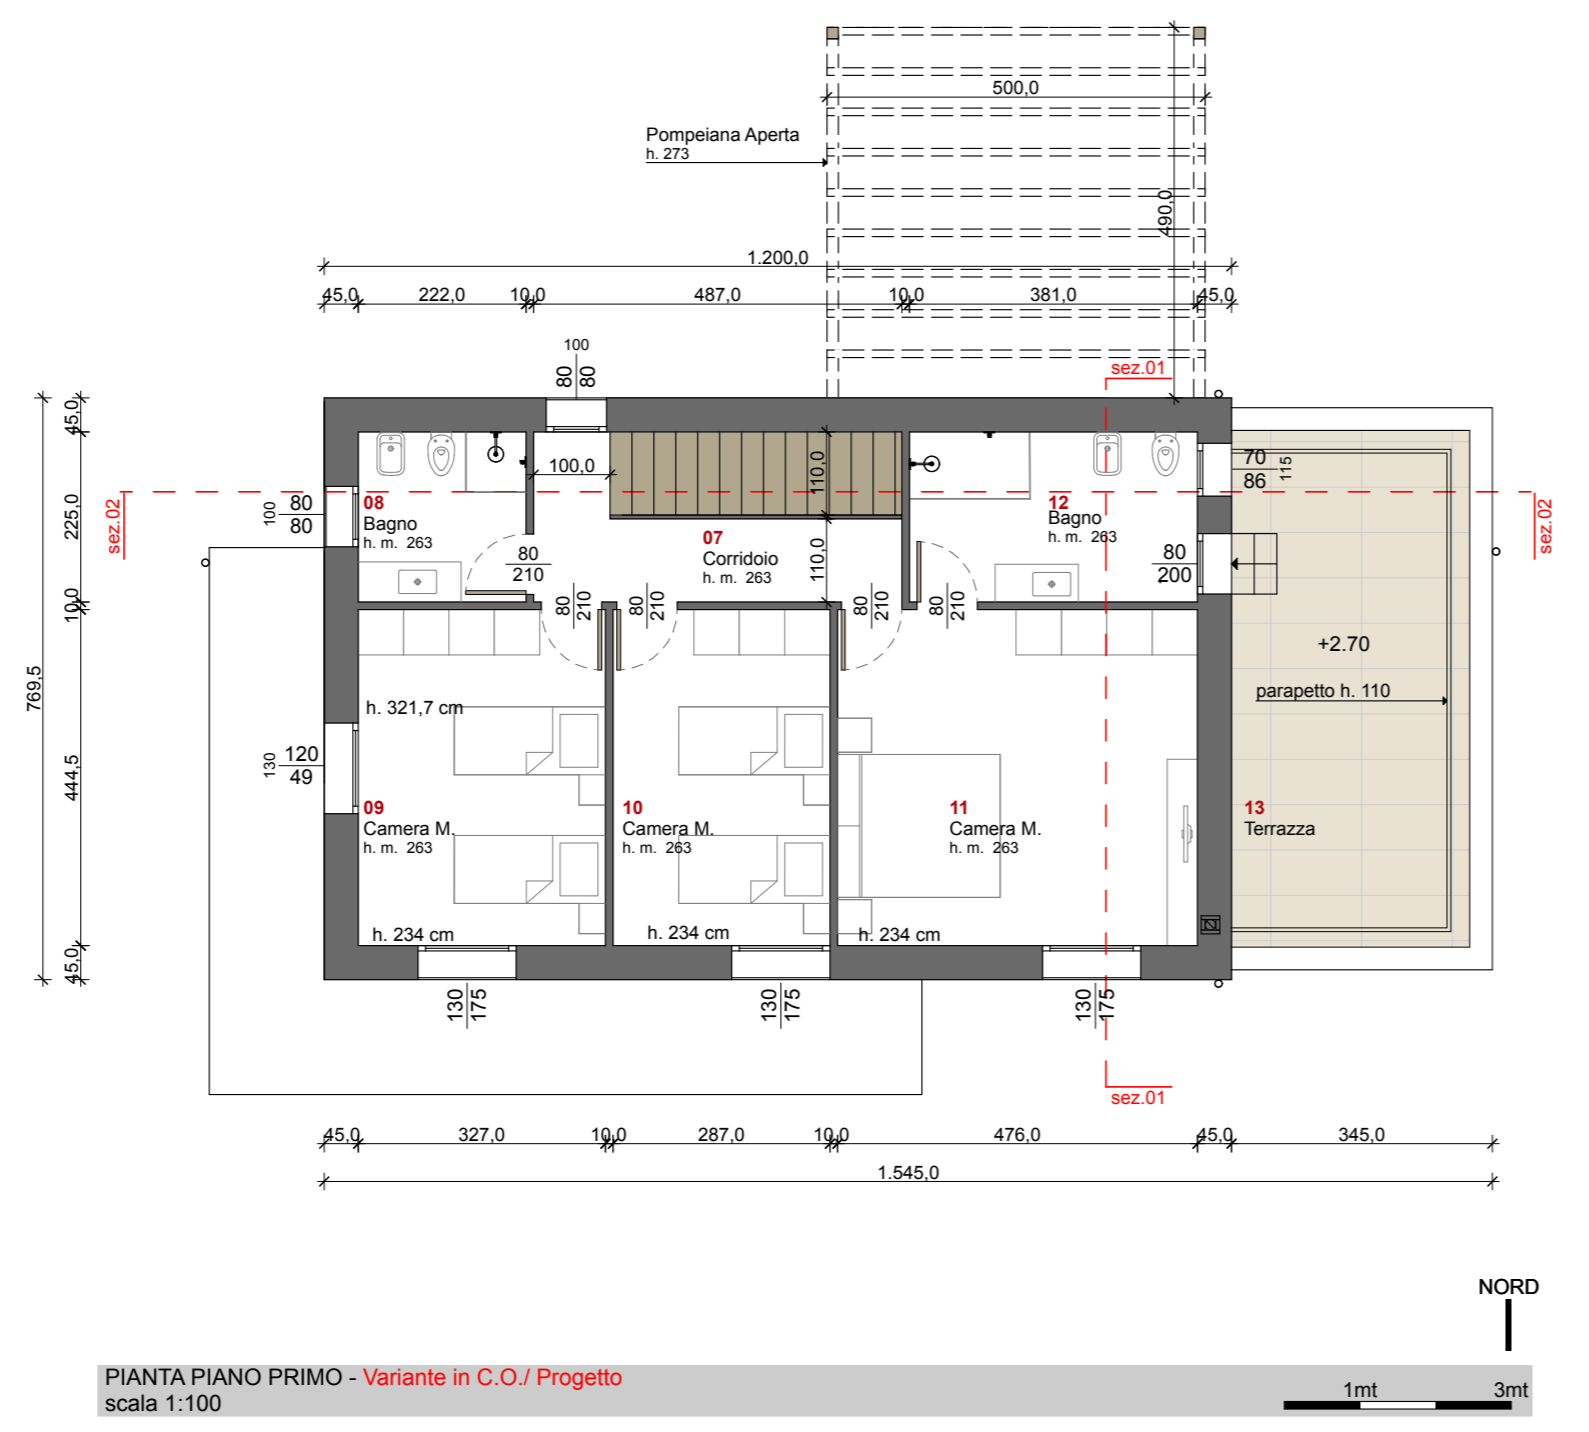 500,0
Pompeiana Aperta
h. 273
490,0
1.200,0
45,0 222,0 10,0 487,0 10,0 381,0 45,0
100
80
80
sez.01
45,0
225,0
10,0
444,5
45,0
769,5
100,0
110,0
110,0
70
86
115
sez.02
sez.02
100
80
80
08
Bagno
h. m. 263
80
210
07
Corridoio
h. m. 263
12
Bagno
h. m. 263
80
200
80
210
80
210
80
210
80
210
+2.70
parapetto h. 110
h. 321,7 cm
130
120
49
09
Camera M.
h. m. 263
10
Camera M.
h. m. 263
11
Camera M.
h. m. 263
13
Terrazza
h. 234 cm
h. 234 cm
h. 234 cm
130
175
130
175
130
175
sez.01
45,0 327,0 10,0 287,0 10,0 476,0 45,0 345,0
1.545,0
NORD
PIANTA PIANO PRIMO - Variante in C.O./ Progetto
scala 1:100
1mt 3mt